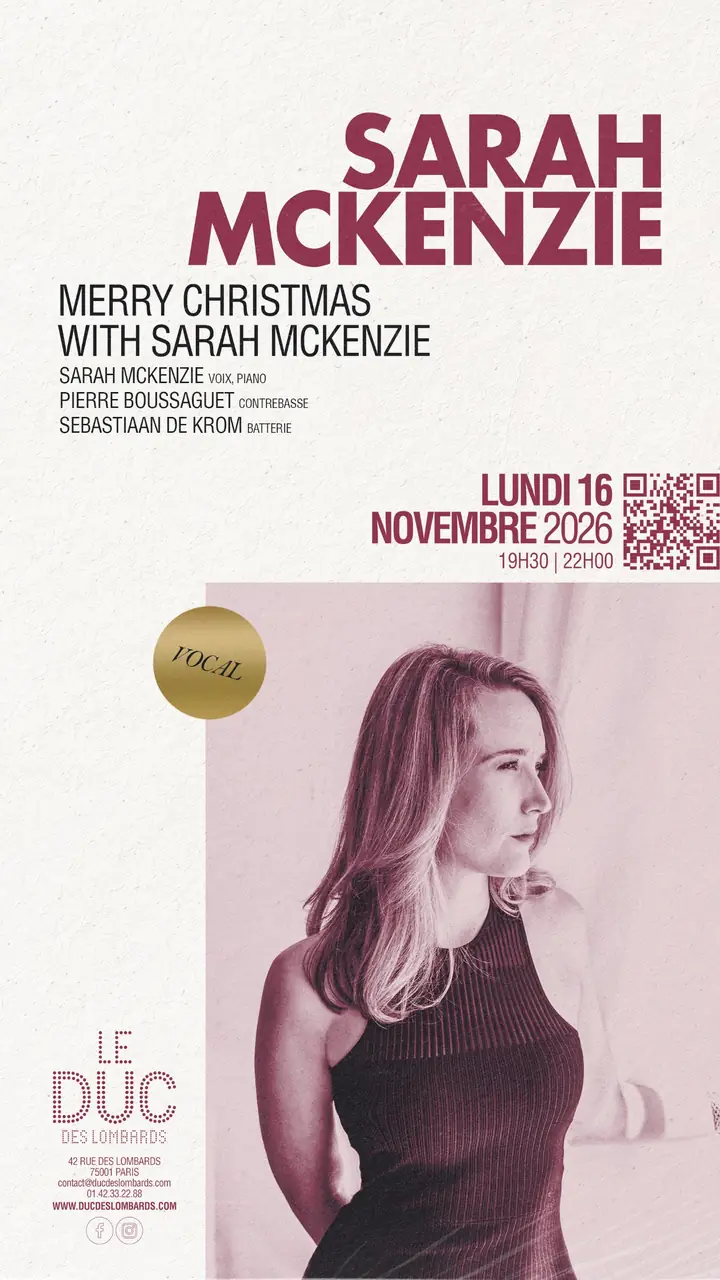 SARAH
MCKENZIE
MERRY CHRISTMAS
WITH SARAH MCKENZIE
SARAH MCKENZIE VOIX, PIANO
PIERRE BOUSSAGUET CONTREBASSE
SEBASTIAAN DE KROM BATTERIE
LUNDI 16
NOVEMBRE 2026
19H30 | 22H00
VOCAL
LE
DUC
DES LOMBARDS
42 RUE DES LOMBARDS
75001 PARIS
contact@ducdeslombards.com
01.42.33.22.88
WWW.DUCDESLOMBARDS.COM